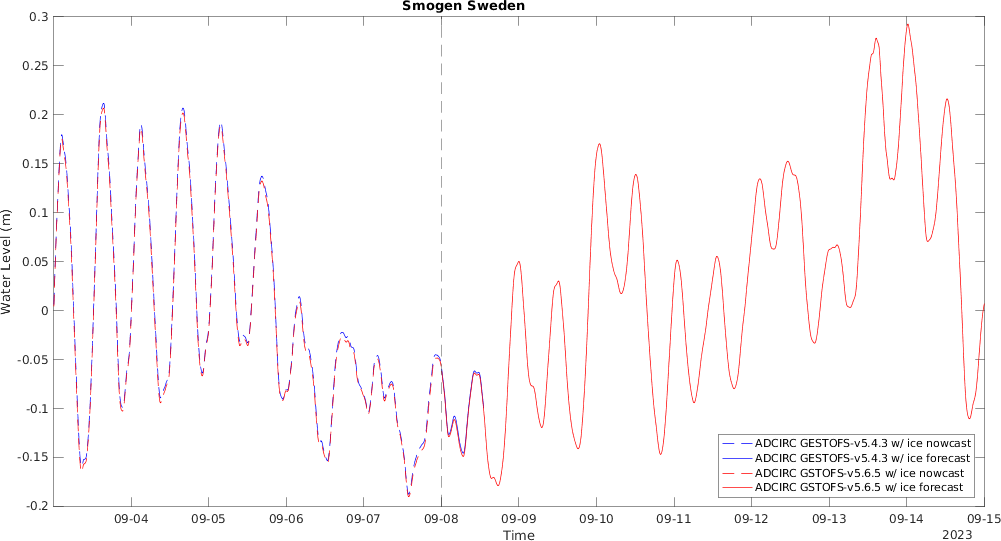 Smogen Sweden
0.3
0.25
0.2
0.15
0.1
0.05
0
-0.05
-0.1
-0.15
-0.2
Water Level (m)
ADCIRC GESTOFS-v5.4.3 w/ ice nowcast
ADCIRC GESTOFS-v5.4.3 w/ ice forecast
ADCIRC GSTOFS-v5.6.5 w/ ice nowcast
ADCIRC GSTOFS-v5.6.5 w/ ice forecast
09-04 09-05 09-06 09-07 09-08 09-09 09-10 09-11 09-12 09-13 09-14 09-15
Time
2023